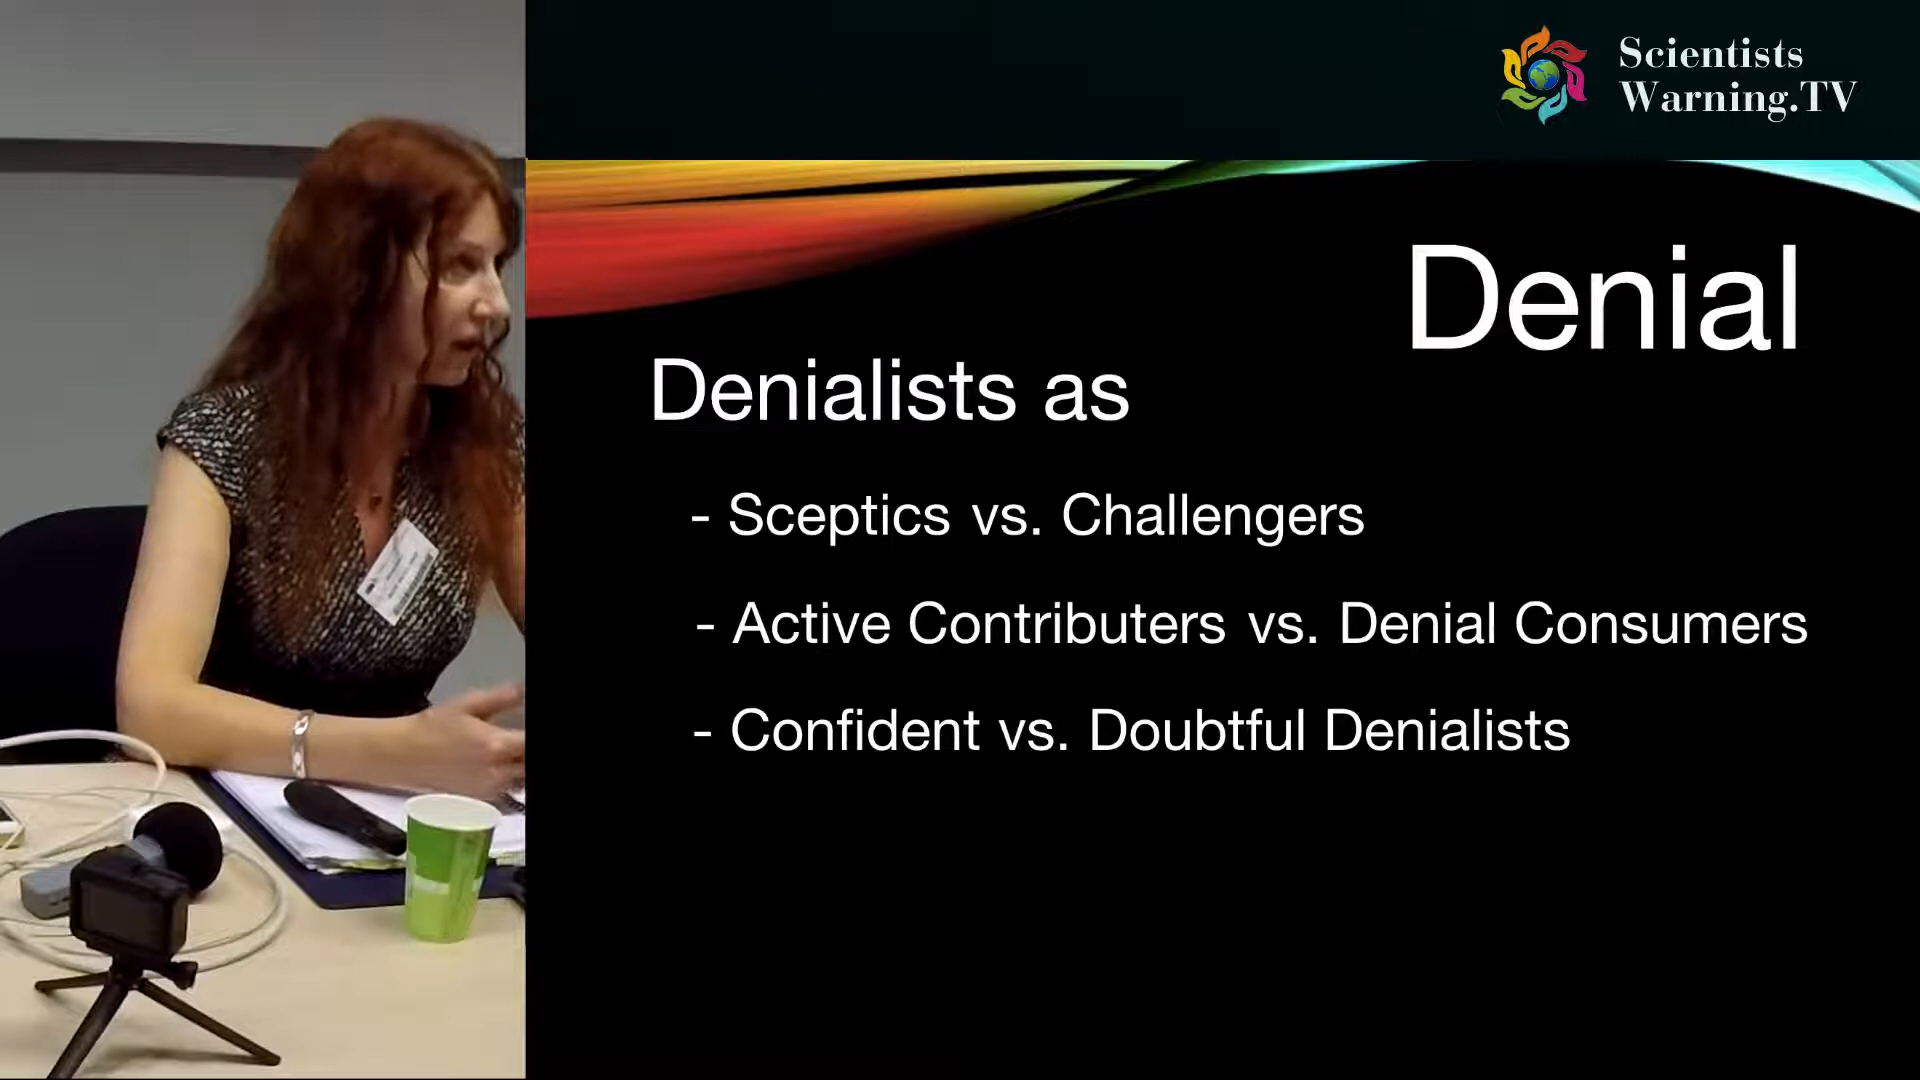 Scientists
Warning.TV
Denial
Denialists as
- Sceptics vs. Challengers
- Active Contributers vs. Denial Consumers
- Confident vs. Doubtful Denialists